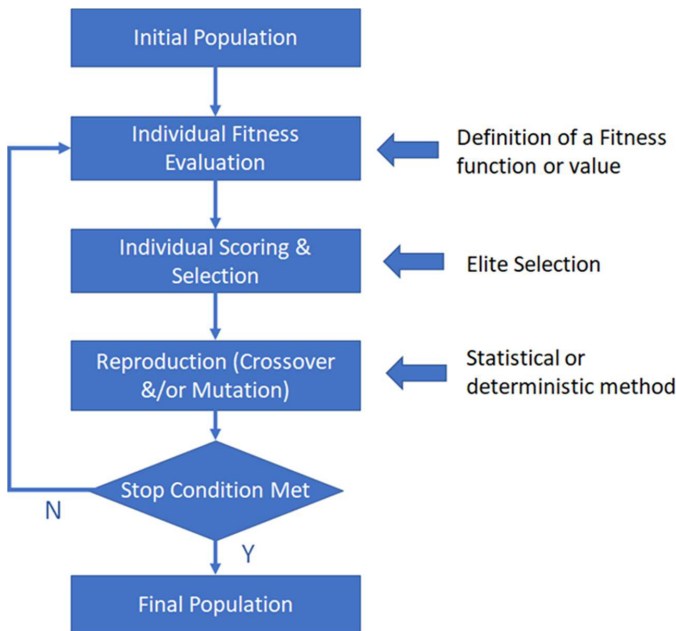 Initial Population
Individual Fitness
Evaluation
Definition of a Fitness
function or value
Individual Scoring &
Selection
Elite Selection
Reproduction (Crossover
&/or Mutation)
Statistical or
deterministic method
Stop Condition Met
N
Y
Final Population